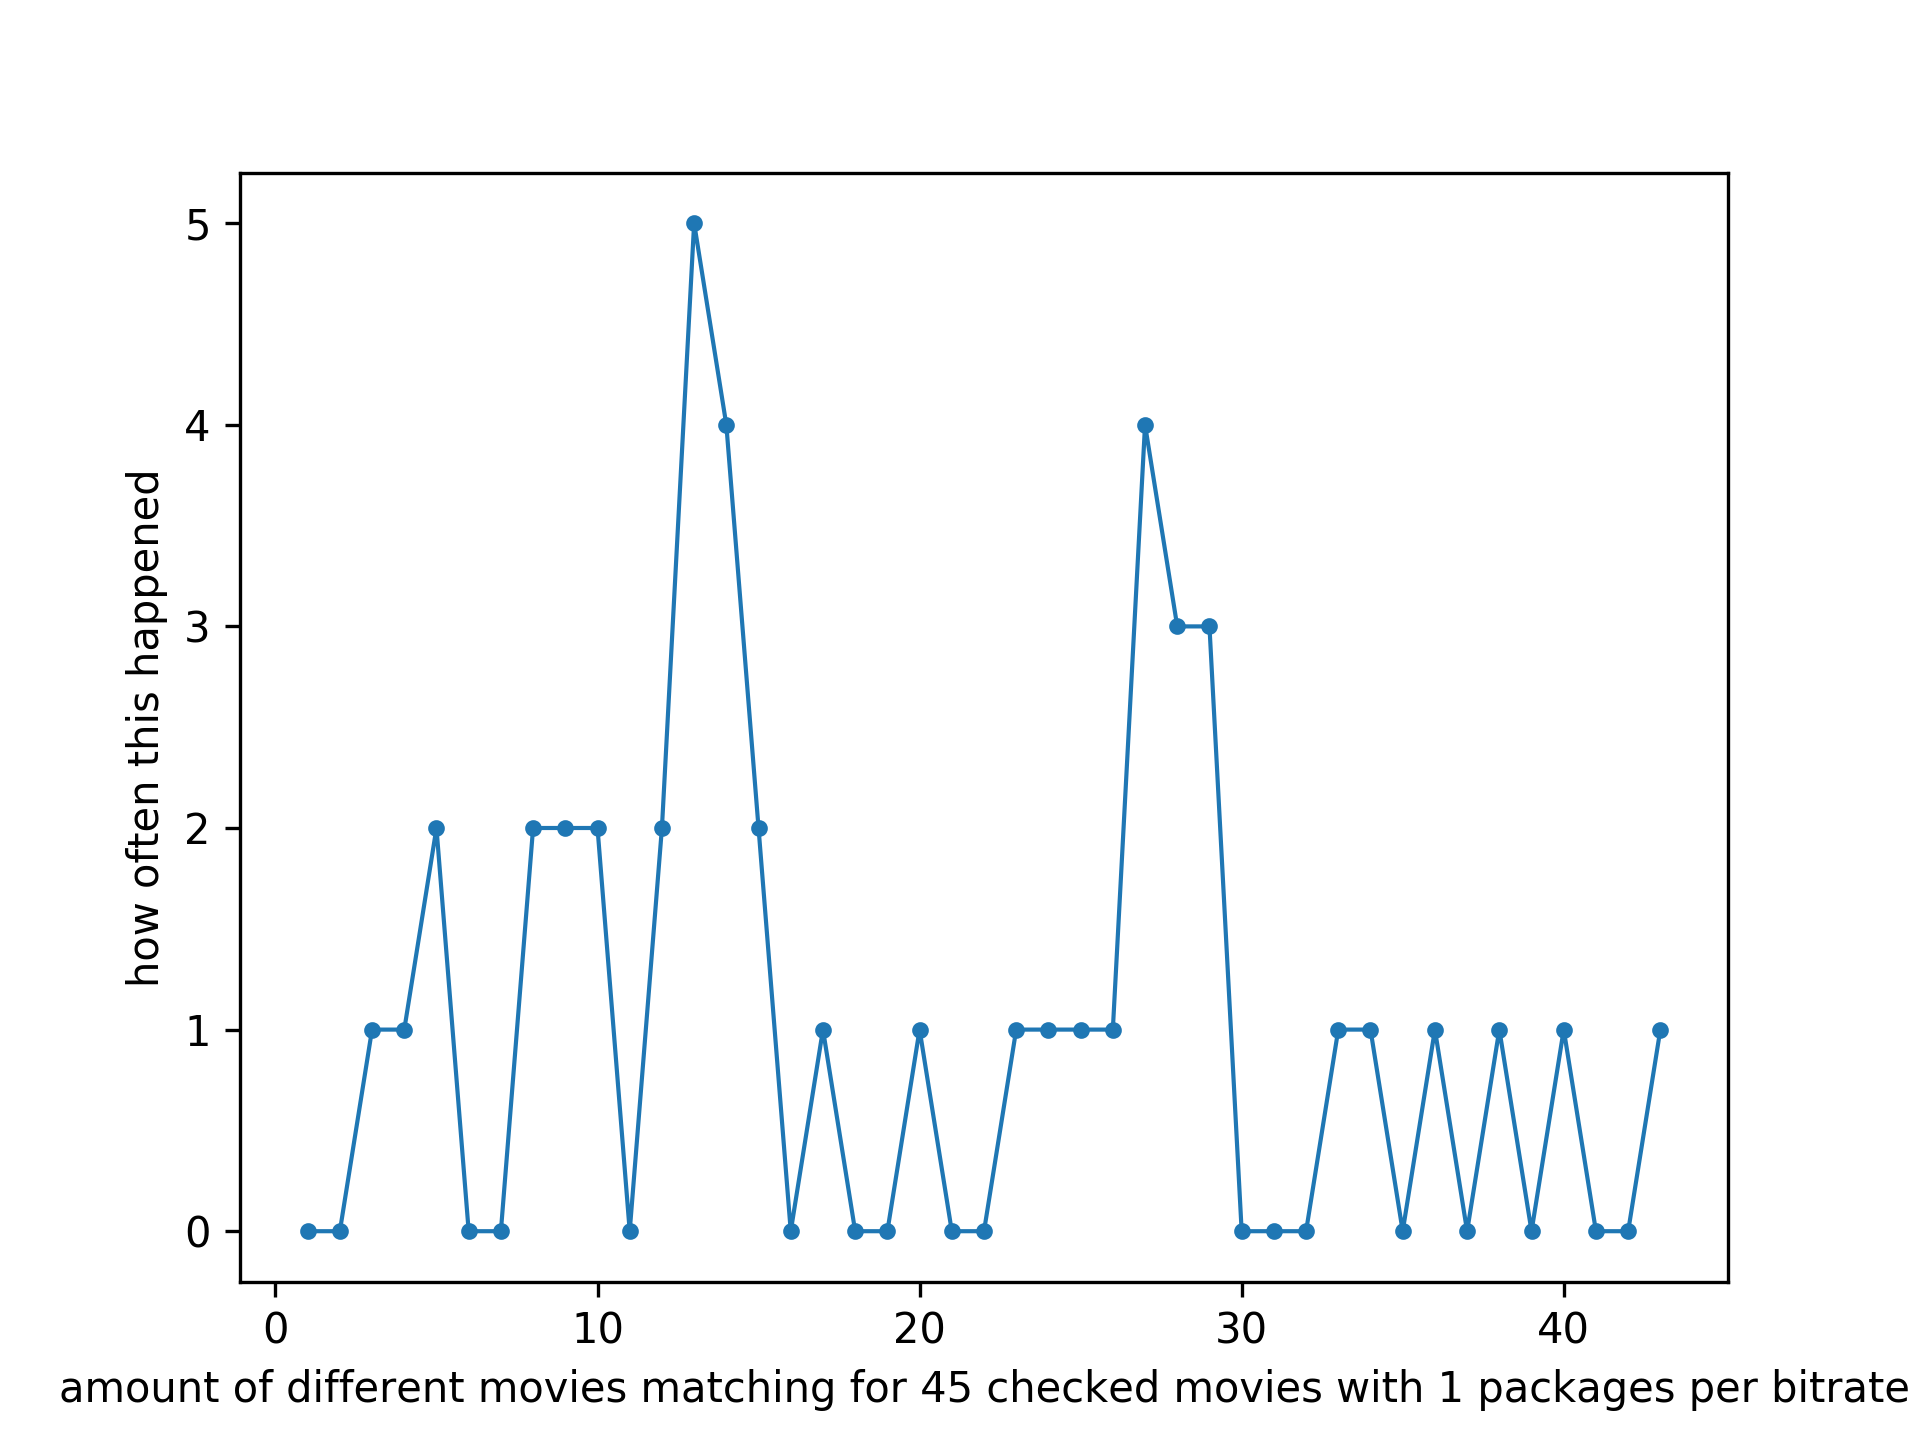 5
4
3
2
1
0
how often this happened
0 10 20 30 40
amount of different movies matching for 45 checked movies with 1 packages per bitrate